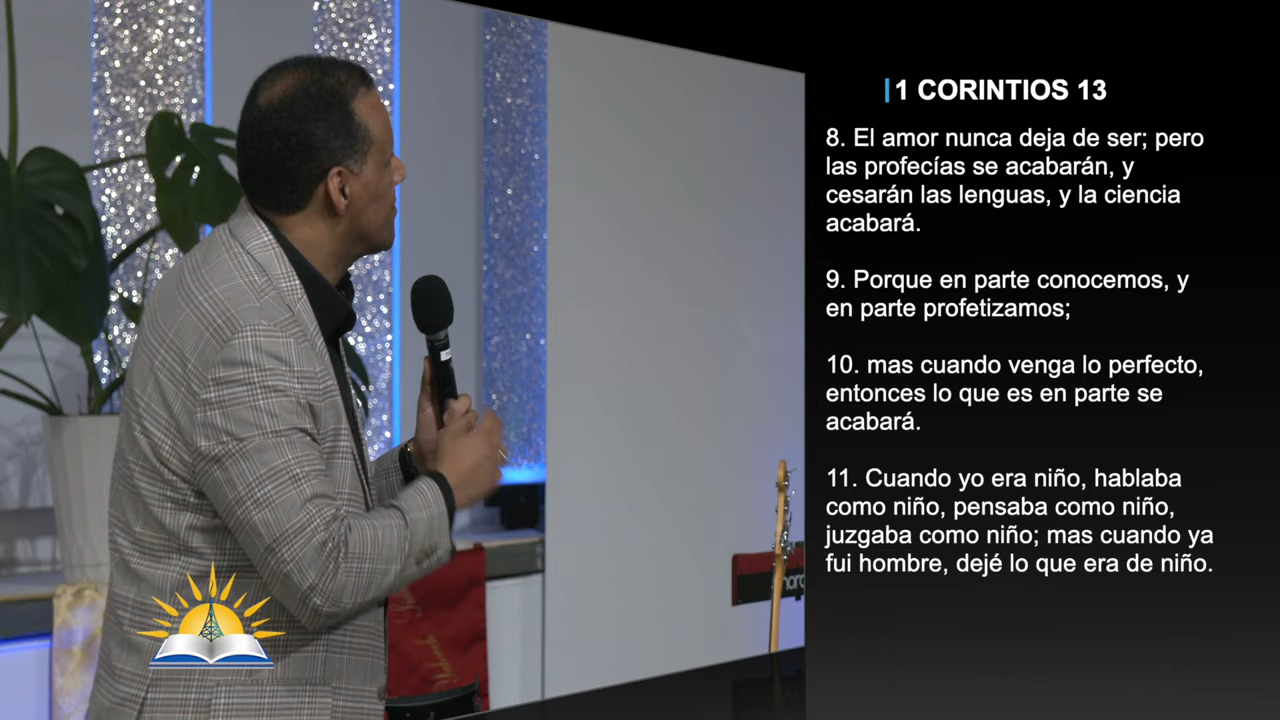 1 CORINTIOS 13
8. El amor nunca deja de ser; pero
las profecías se acabarán, y
cesarán las lenguas, y la ciencia
acabará.
9. Porque en parte conocemos, y
en parte profetizamos;
10. mas cuando venga lo perfecto,
entonces lo que es en parte se
acabará.
11. Cuando yo era niño, hablaba
como niño, pensaba como niño,
juzgaba como niño; mas cuando ya
fui hombre, dejé lo que era de niño.